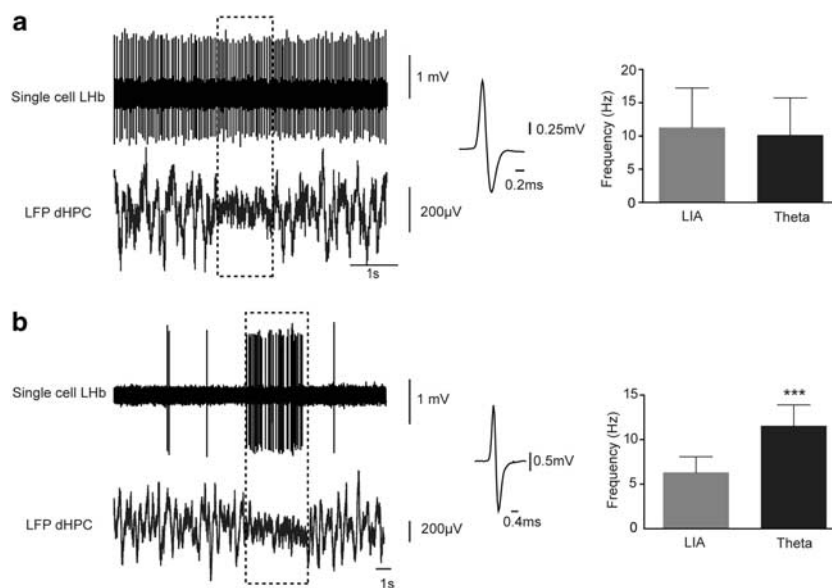 a
Single cell LHb
1 mV
LFP dHPC
200µV
1s
0.25mV
0.2ms
Frequency (Hz)
20
15
10
5
0
LIA
Theta
b
Single cell LHb
1 mV
LFP dHPC
200µV
1s
0.5mV
0.4ms
Frequency (Hz)
15
10
5
0
***
LIA
Theta